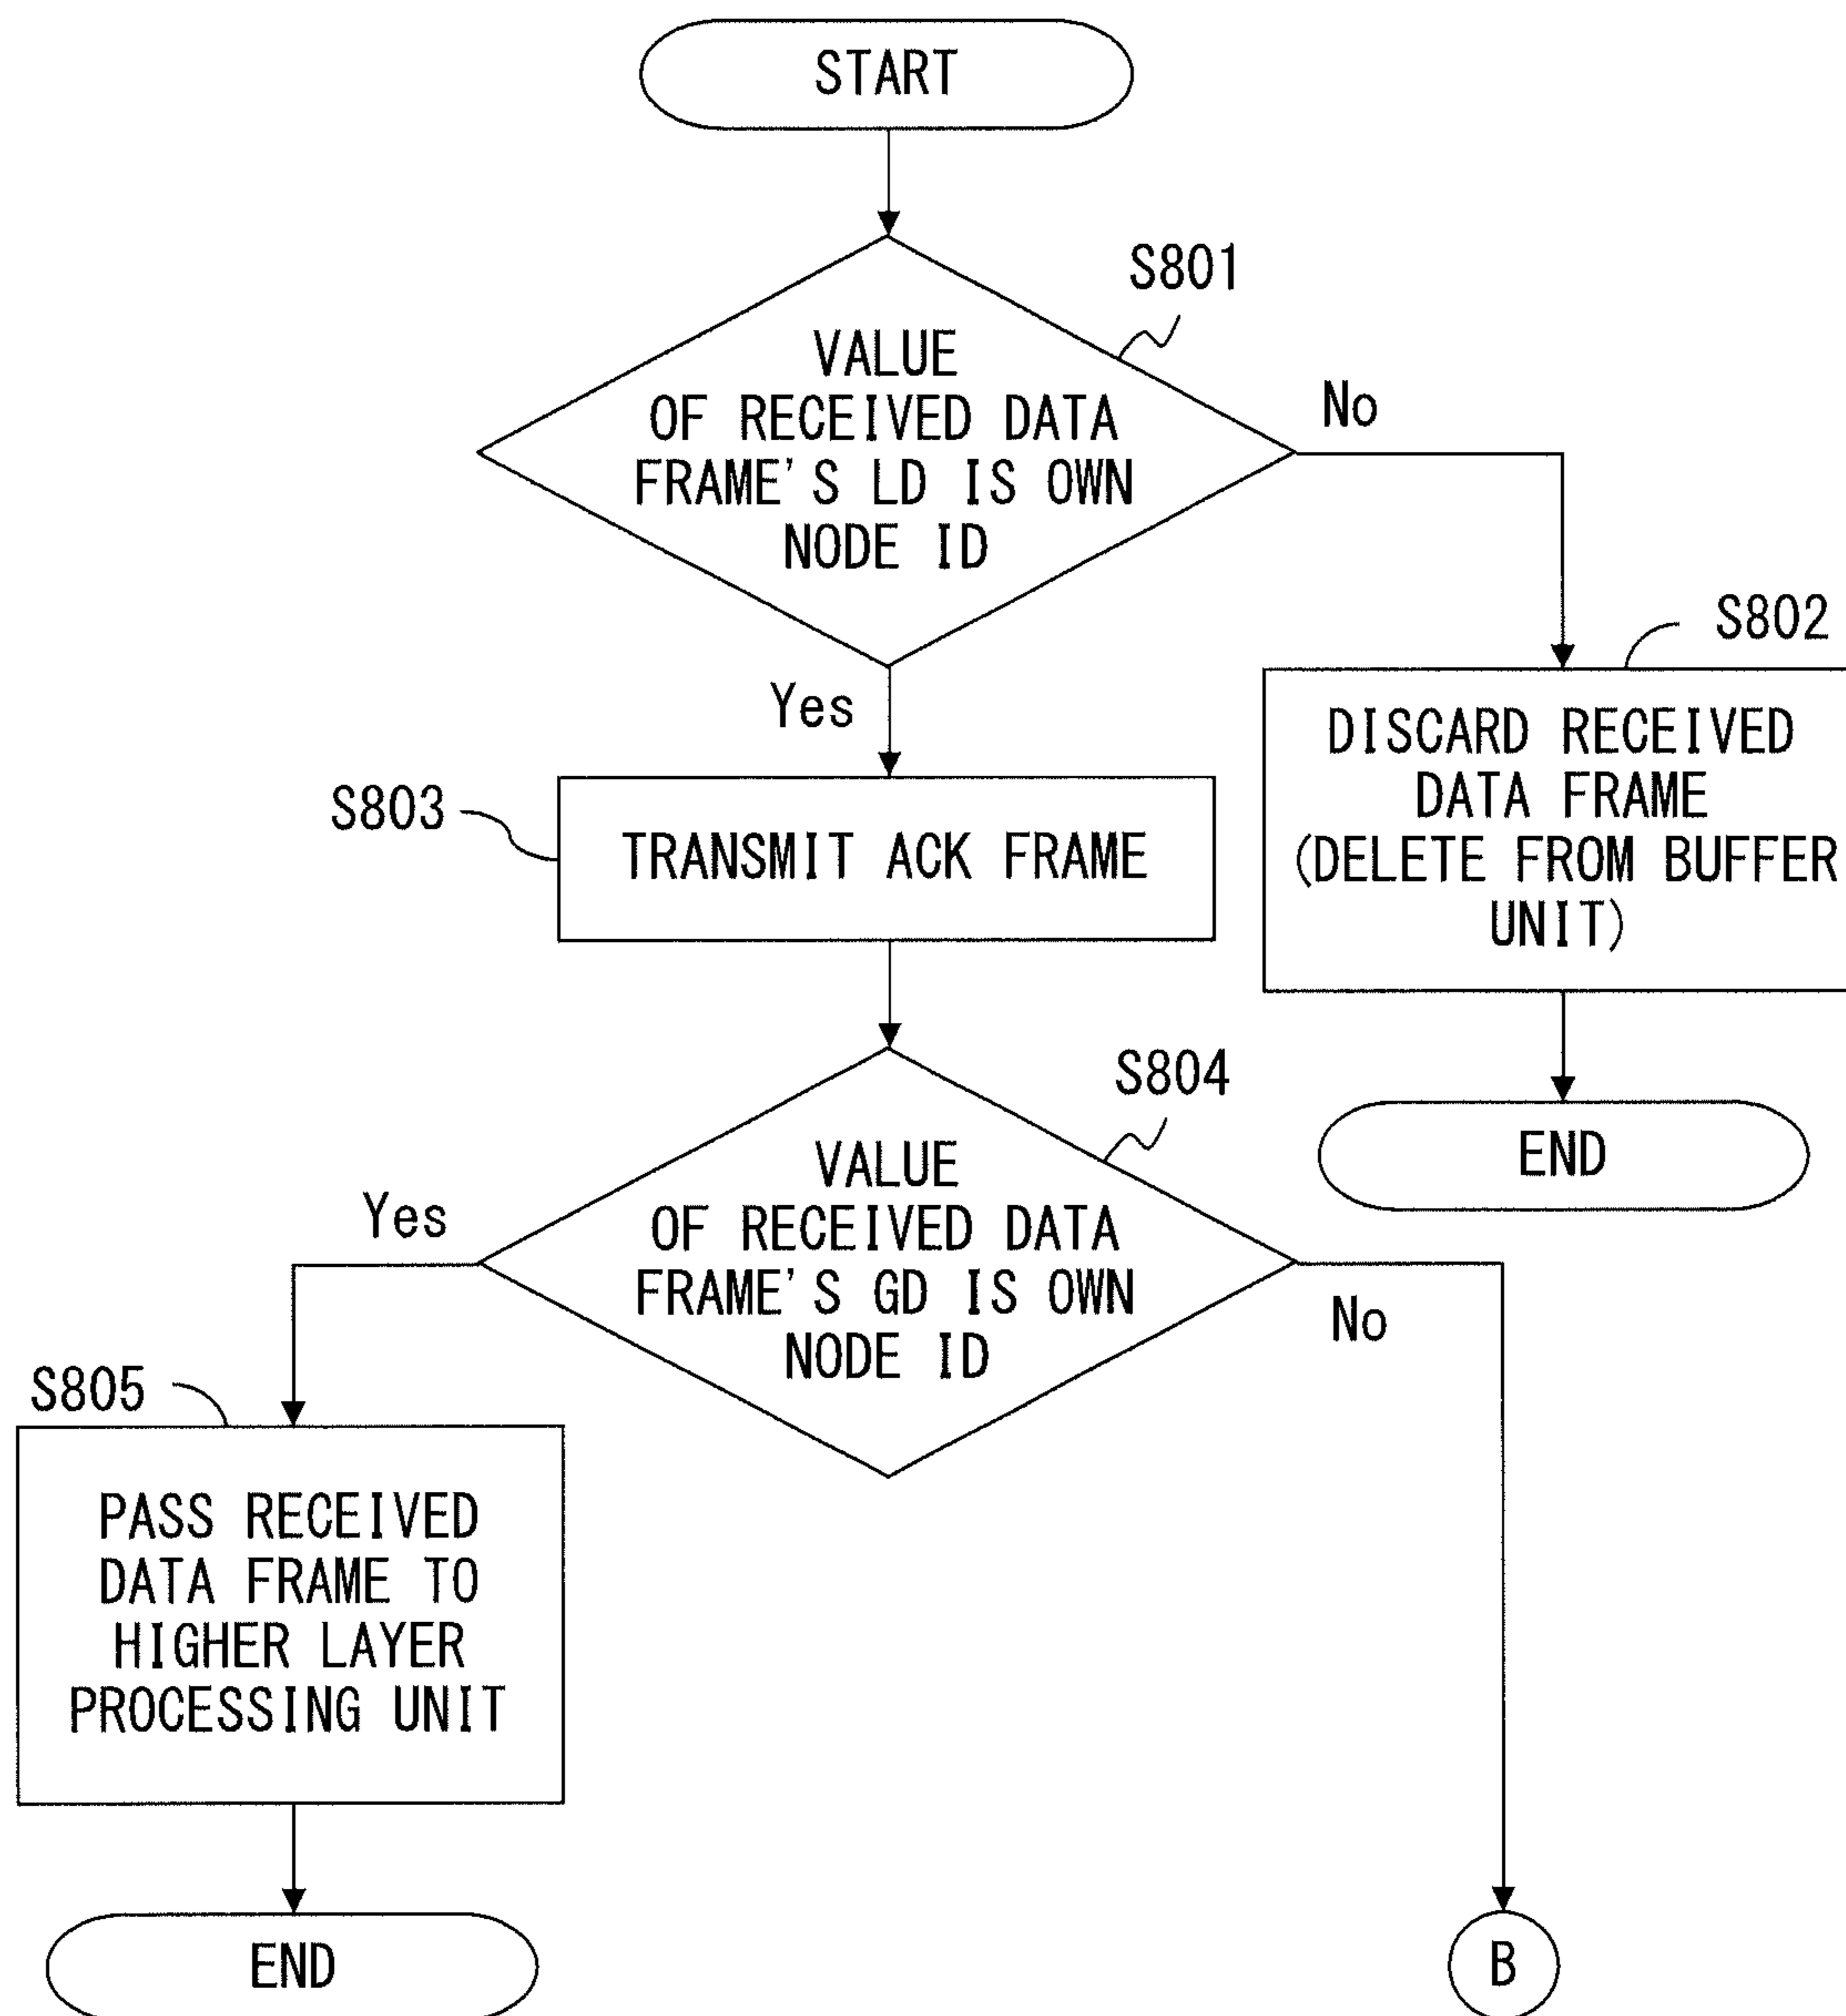 START
S801
VALUE
OF RECEIVED DATA
FRAME'S LD IS OWN
NODE ID
No
Yes
S802
DISCARD RECEIVED
DATA FRAME
(DELETE FROM BUFFER
UNIT)
END
S803
TRANSMIT ACK FRAME
S804
VALUE
OF RECEIVED DATA
FRAME'S GD IS OWN
NODE ID
Yes
No
S805
PASS RECEIVED
DATA FRAME TO
HIGHER LAYER
PROCESSING UNIT
END
B